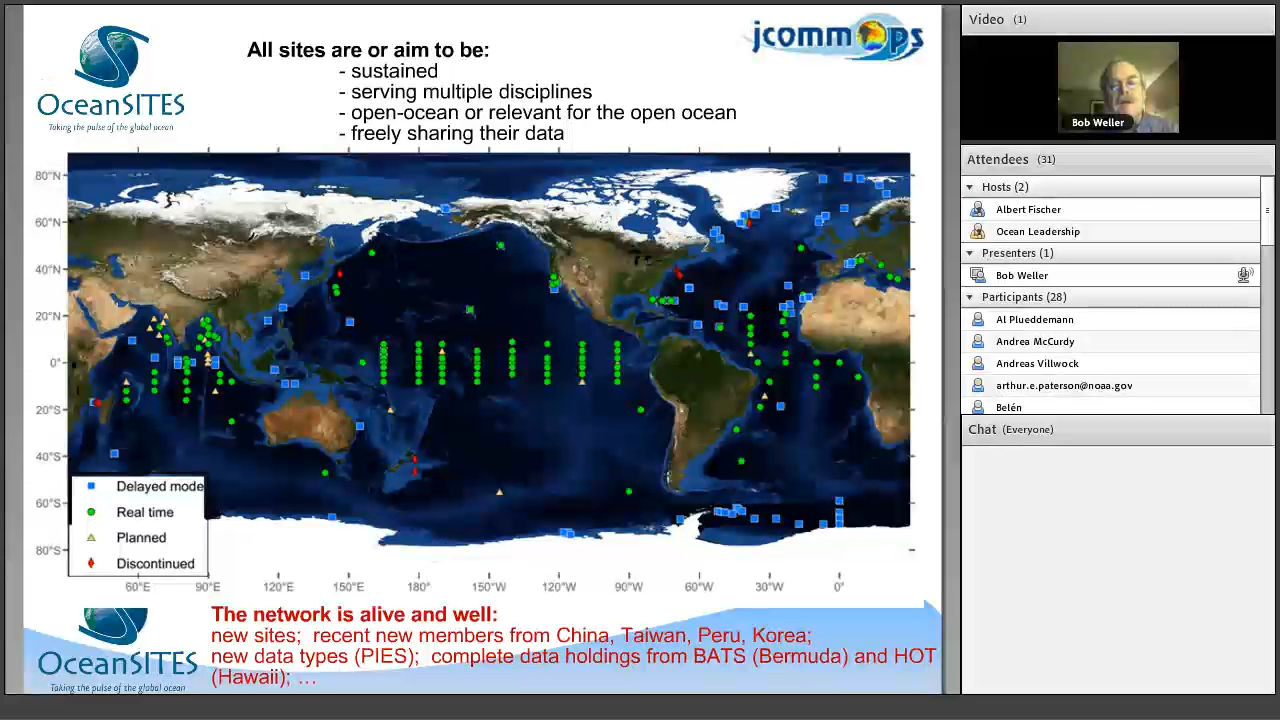 OceanSITES
Taking the pulse of the global ocean
jcommops
All sites are or aim to be:
- sustained
- serving multiple disciplines
- open-ocean or relevant for the open ocean
- freely sharing their data
80°N
60°N
40°N
20°N
0°
20°S
40°S
60°S
80°S
Delayed mode
Real time
Planned
Discontinued
60°E 90°E 120°E 150°E 180° 150°W 120°W 90°W 60°W 30°W 0°
OceanSITES
Taking the pulse of the global ocean
The network is alive and well:
new sites; recent new members from China, Taiwan, Peru, Korea;
new data types (PIES); complete data holdings from BATS (Bermuda) and HOT
(Hawaii); …
Video (1)
Bob Weller
Attendees (31)
Hosts (2)
Albert Fischer
Ocean Leadership
Presenters (1)
Bob Weller
Participants (28)
Al Plueddemann
Andrea McCurdy
Andreas Villwock
arthur.e.paterson@noaa.gov
Belén
Chat (Everyone)